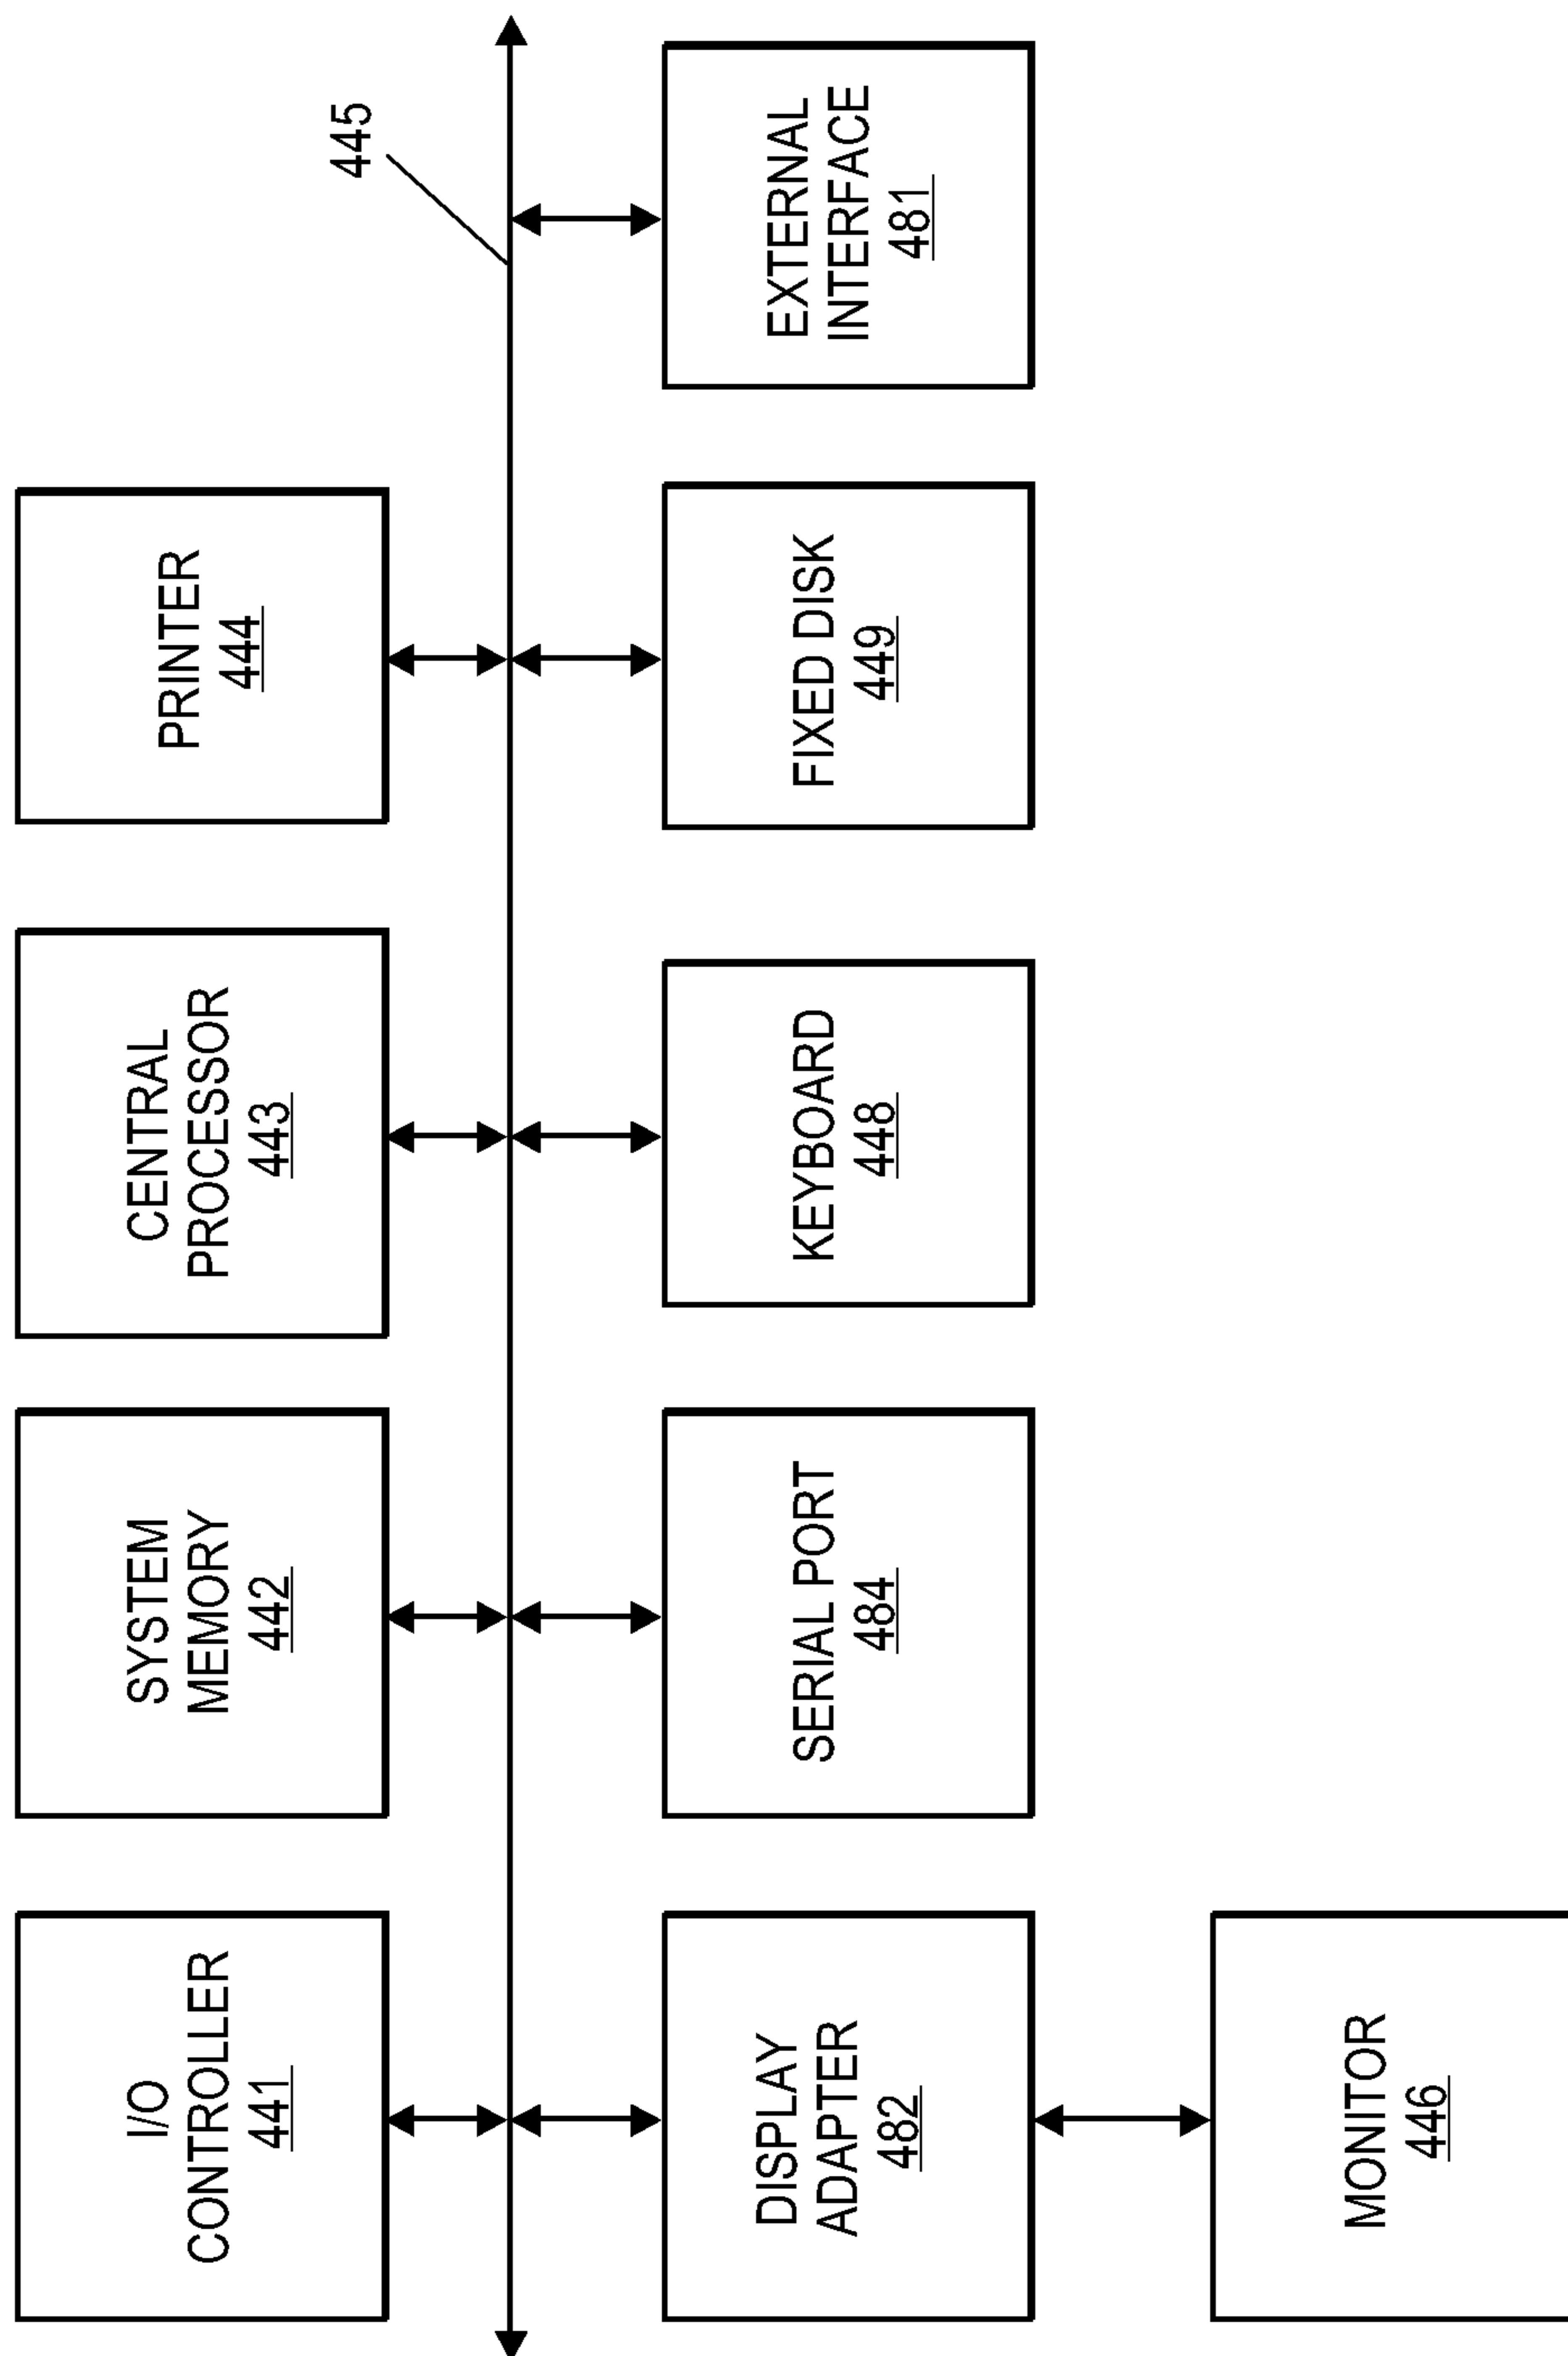 I/O
CONTROLLER
441
SYSTEM
MEMORY
442
CENTRAL
PROCESSOR
443
PRINTER
444
445
DISPLAY
ADAPTER
482
SERIAL PORT
484
KEYBOARD
448
FIXED DISK
449
EXTERNAL
INTERFACE
481
MONITOR
446